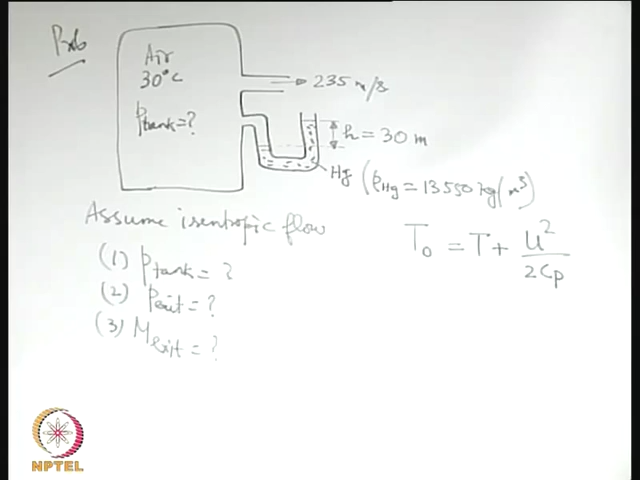 Prob
Air
30°C
Ptank = ?
235 m/s
h = 30 m
Hg (ρHg = 13550 kg/m³)
Assume isentropic flow
(1) Ptank = ?
(2) Pexit = ?
(3) Mexit = ?
T₀ = T + u²/2Cp
NPTEL